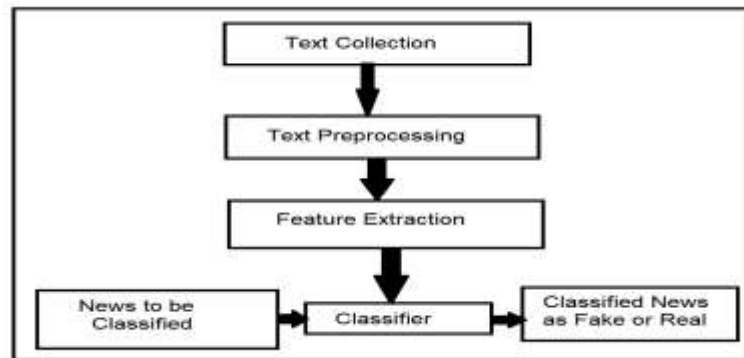 Text Collection
Text Preprocessing
Feature Extraction
News to be
Classified
Classifier
Classified News
as Fake or Real